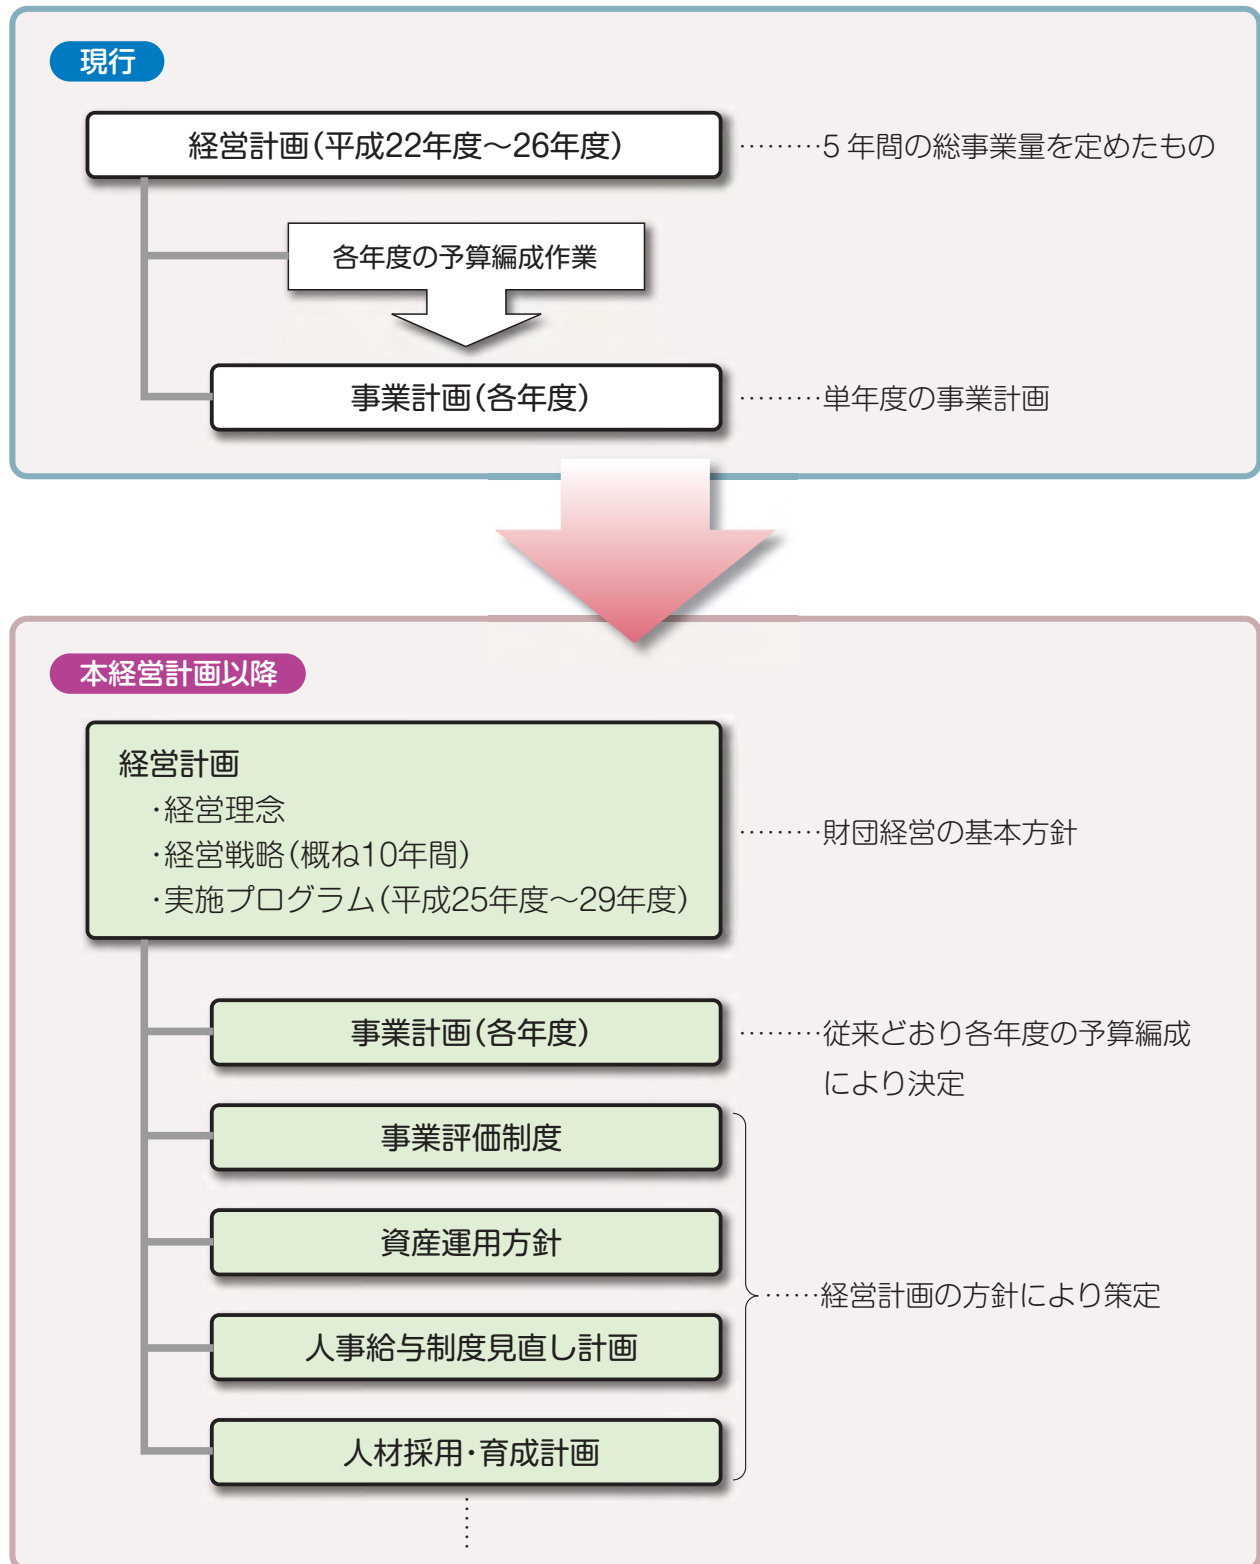 現行
経営計画(平成22年度～26年度)
………5年間の総事業量を定めたもの
各年度の予算編成作業
事業計画(各年度)
………単年度の事業計画
本経営計画以降
経営計画
・経営理念
・経営戦略(概ね10年間)
・実施プログラム(平成25年度～29年度)
………財団経営の基本方針
事業計画(各年度)
………従来どおり各年度の予算編成
により決定
事業評価制度
資産運用方針
……経営計画の方針により策定
人事給与制度見直し計画
人材採用・育成計画